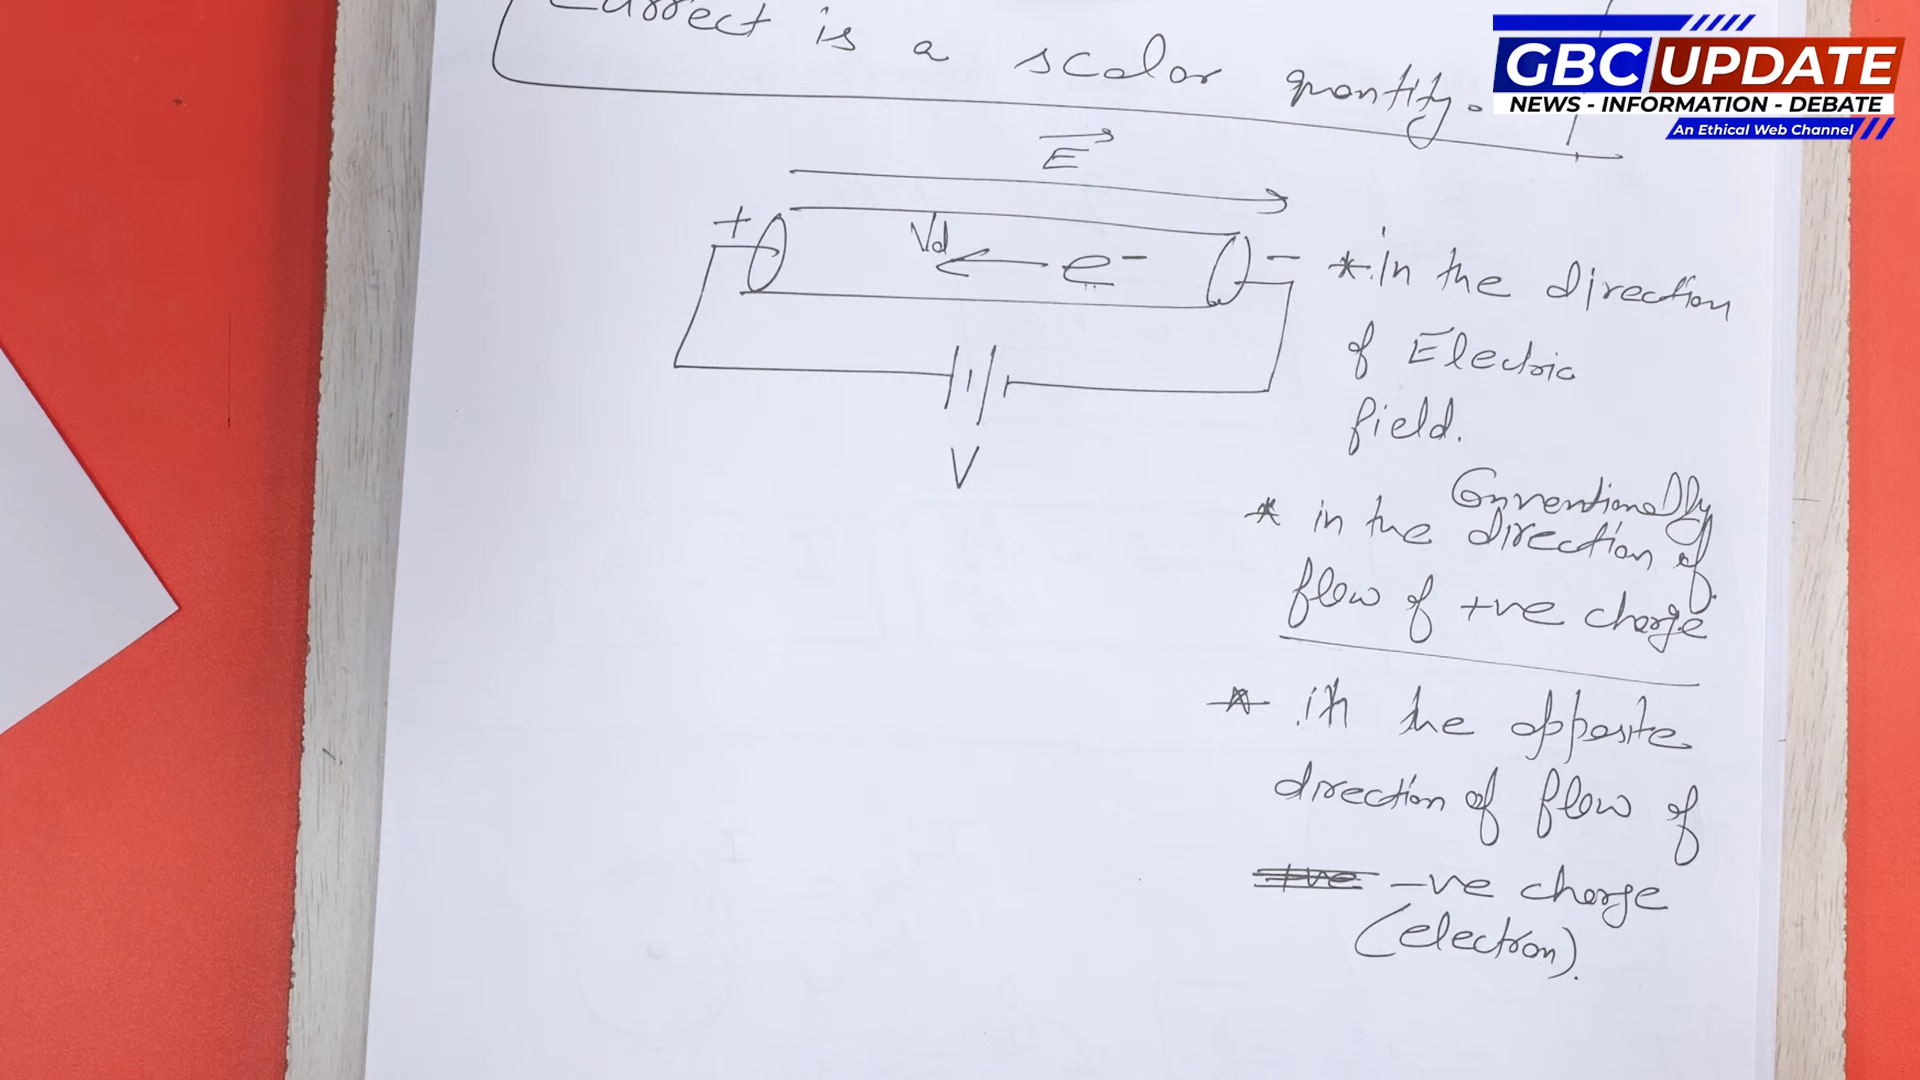 Currect is a scalar quantity.
GBC UPDATE
NEWS - INFORMATION - DEBATE
An Ethical Web Channel
E
+ Vd e- -
V
* in the direction
of Electric
field.
Conventionally
* in the direction of
flow of +ve charge
* in the opposite
direction of flow of
-ve charge
(electron).